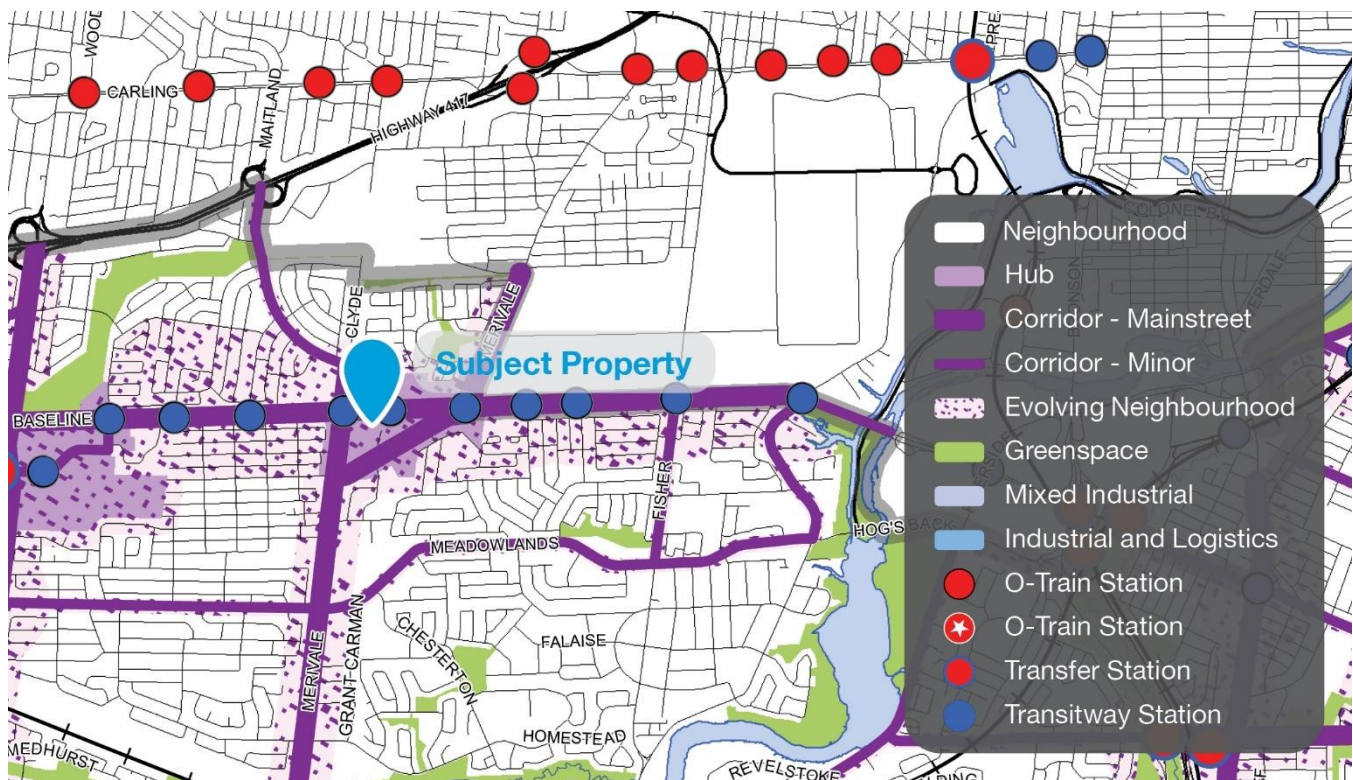 WOOD
MAITLAND
PRE
CARLING
HIGHWAY 417
COLONEL BY
CLYDE
MERIVALE
Subject Property
BASELINE
FISHER
MEADOWLANDS
HOG'S BACK
MERIVALE
GRANT-CARMAN
CHESTERTON
FALAISE
HOMESTEAD
MEDHURST
REVELSTOKE
Neighbourhood
Hub
Corridor - Mainstreet
Corridor - Minor
Evolving Neighbourhood
Greenspace
Mixed Industrial
Industrial and Logistics
O-Train Station
O-Train Station
Transfer Station
Transitway Station